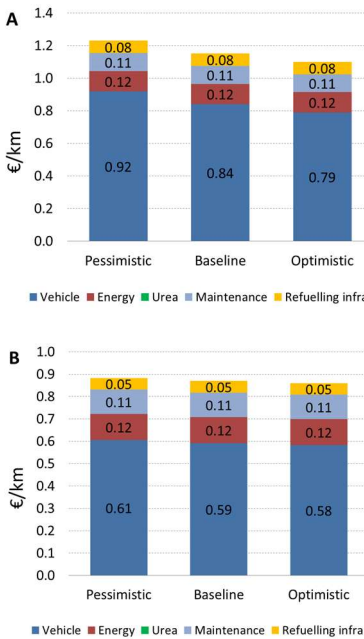 A
1.4
1.2
1.0
0.8
0.6
0.4
0.2
0.0
€/km
0.08 0.08 0.08
0.11 0.11 0.11
0.12 0.12 0.12
0.92 0.84 0.79
Pessimistic Baseline Optimistic
Vehicle Energy Urea Maintenance Refuelling infra
B
1.0
0.9
0.8
0.7
0.6
0.5
0.4
0.3
0.2
0.1
0.0
€/km
0.05 0.05 0.05
0.11 0.11 0.11
0.12 0.12 0.12
0.61 0.59 0.58
Pessimistic Baseline Optimistic
Vehicle Energy Urea Maintenance Refuelling infra